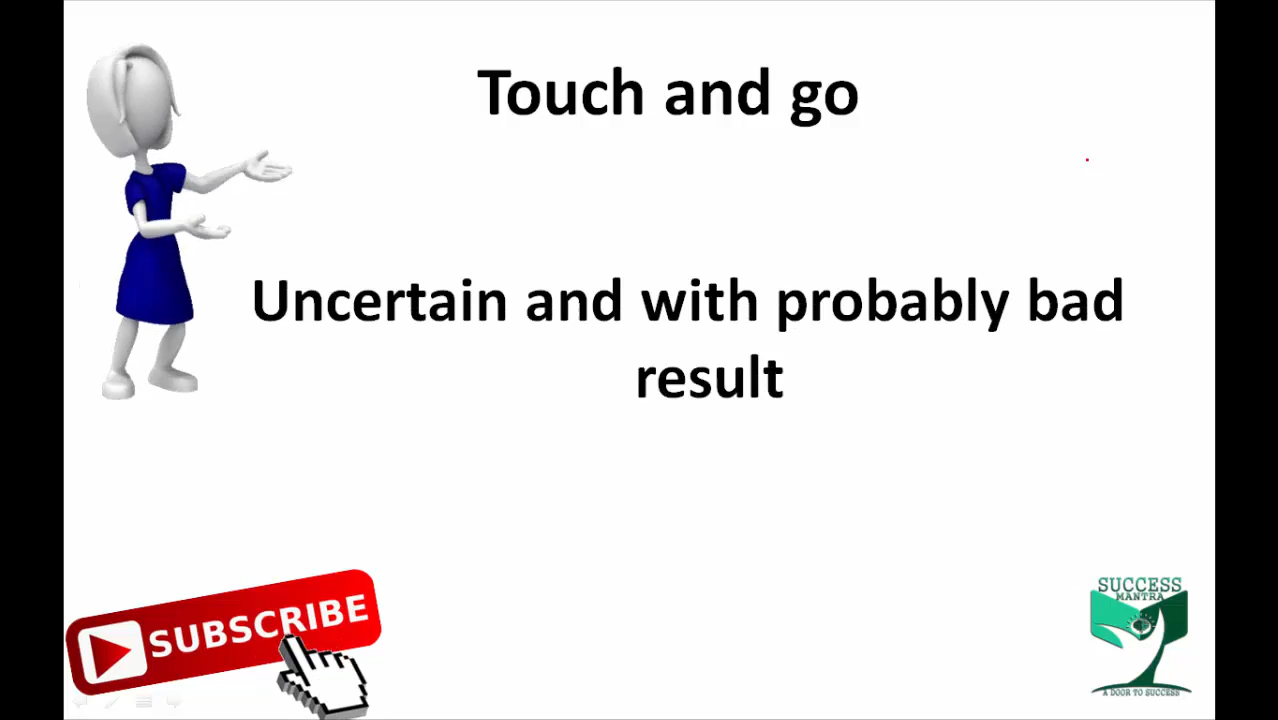 Touch and go
Uncertain and with probably bad
result
SUBSCRIBE
SUCCESS
MANTRA
A DOOR TO SUCCESS